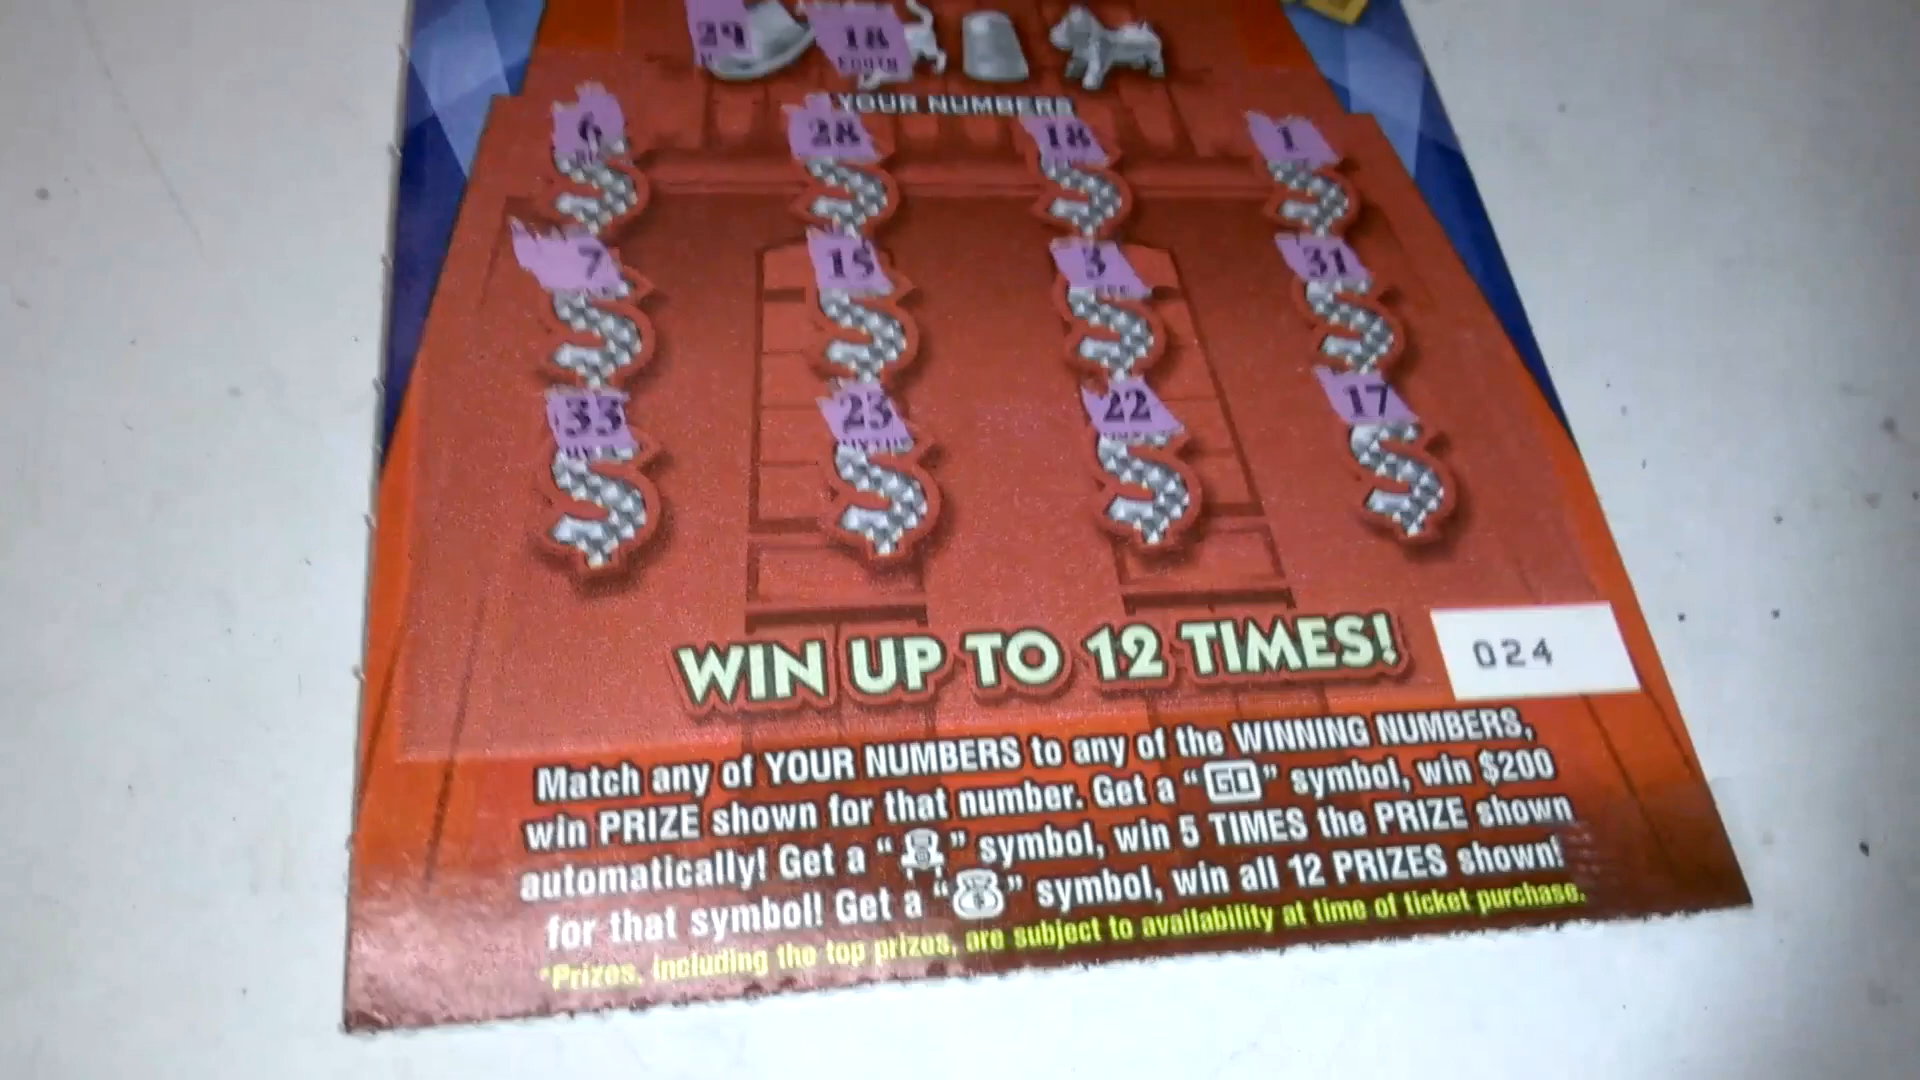 29 18
YOUR NUMBERS
6 28 18 1
7 15 3 31
33 23 22 17
WIN UP TO 12 TIMES!
024
Match any of YOUR NUMBERS to any of the WINNING NUMBERS,
win PRIZE shown for that number. Get a “GO” symbol, win $200
automatically! Get a “ ” symbol, win 5 TIMES the PRIZE shown
for that symbol! Get a “ ” symbol, win all 12 PRIZES shown!
*Prizes, including the top prizes, are subject to availability at time of ticket purchase.